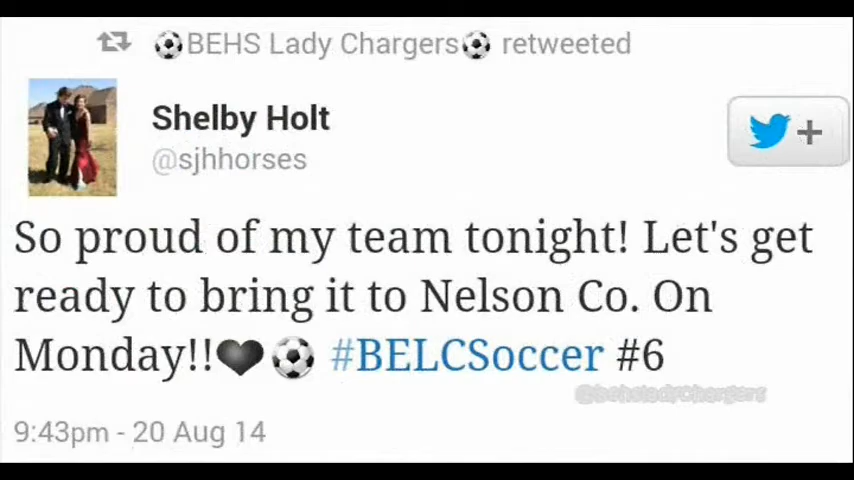 ⚽BEHS Lady Chargers⚽ retweeted
Shelby Holt
@sjhhorses
So proud of my team tonight! Let's get
ready to bring it to Nelson Co. On
Monday!!❤⚽ #BELCSoccer #6
9:43pm - 20 Aug 14